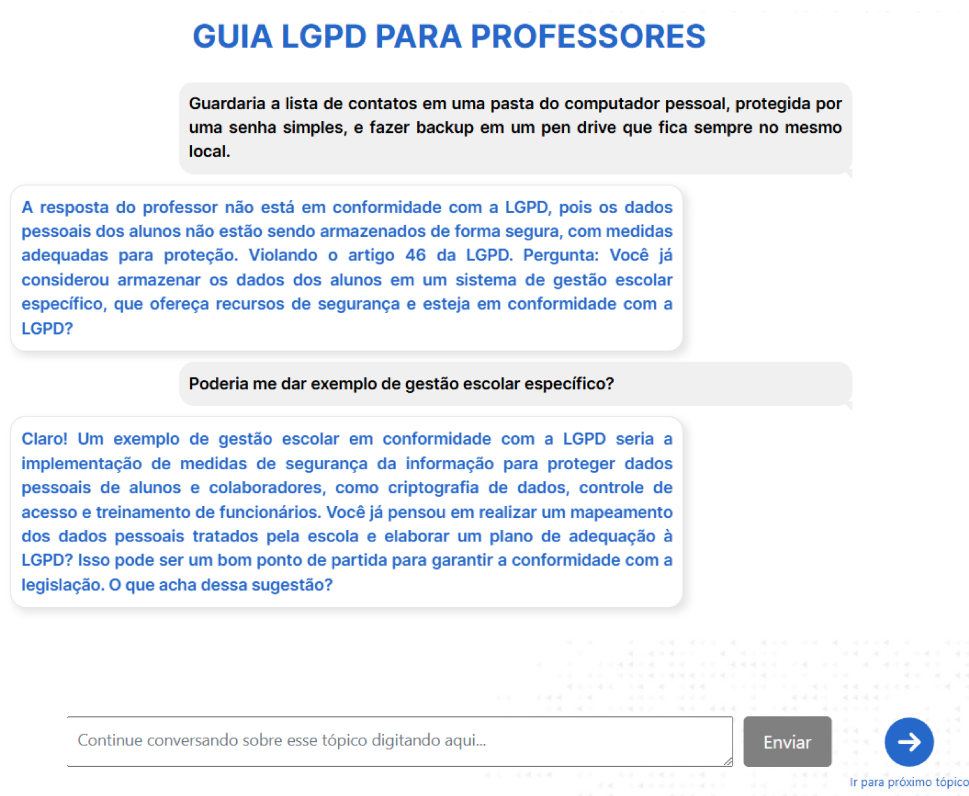 GUIA LGPD PARA PROFESSORES
Guardaria a lista de contatos em uma pasta do computador pessoal, protegida por
uma senha simples, e fazer backup em um pen drive que fica sempre no mesmo
local.
A resposta do professor não está em conformidade com a LGPD, pois os dados
pessoais dos alunos não estão sendo armazenados de forma segura, com medidas
adequadas para proteção. Violando o artigo 46 da LGPD. Pergunta: Você já
considerou armazenar os dados dos alunos em um sistema de gestão escolar
específico, que ofereça recursos de segurança e esteja em conformidade com a
LGPD?
Poderia me dar exemplo de gestão escolar específico?
Claro! Um exemplo de gestão escolar em conformidade com a LGPD seria a
implementação de medidas de segurança da informação para proteger dados
pessoais de alunos e colaboradores, como criptografia de dados, controle de
acesso e treinamento de funcionários. Você já pensou em realizar um mapeamento
dos dados pessoais tratados pela escola e elaborar um plano de adequação à
LGPD? Isso pode ser um bom ponto de partida para garantir a conformidade com a
legislação. O que acha dessa sugestão?
Continue conversando sobre esse tópico digitando aqui...
Enviar
Ir para próximo tópico